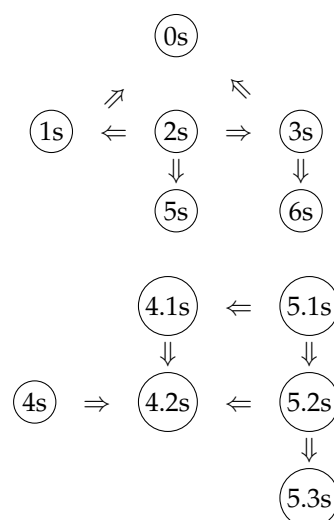 0s
⇗ ⇖
1s ⇐ 2s ⇒ 3s
⇓ ⇓
5s 6s
4.1s ⇐ 5.1s
⇓ ⇓
4s ⇒ 4.2s ⇐ 5.2s
⇓
5.3s